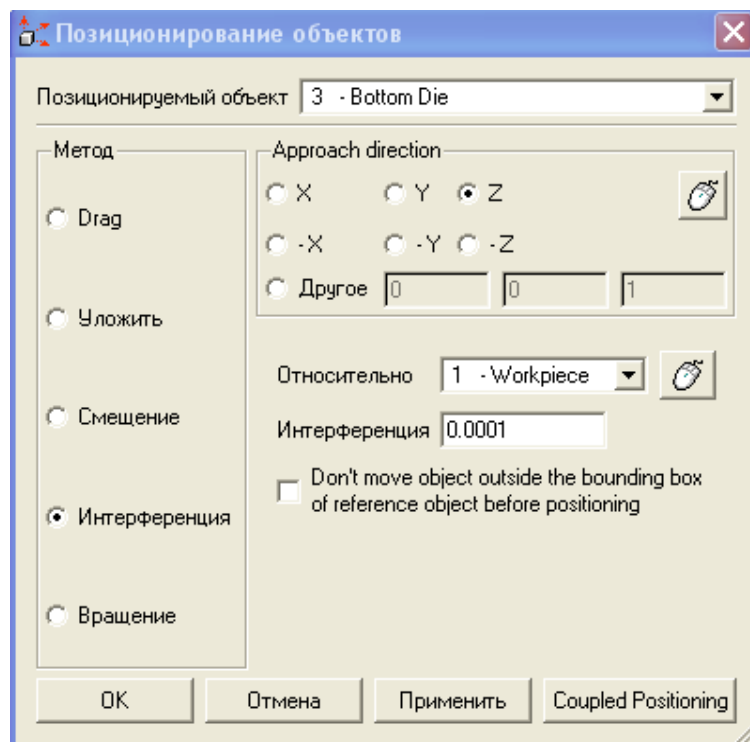 Позиционирование объектов
Позиционируемый объект 3 - Bottom Die
Метод
Drag
Уложить
Смещение
Интерференция
Вращение
Approach direction
X Y Z
-X -Y -Z
Другое 0 0 1
Относительно 1 - Workpiece
Интерференция 0.0001
Don't move object outside the bounding box
of reference object before positioning
OK Отмена Применить Coupled Positioning